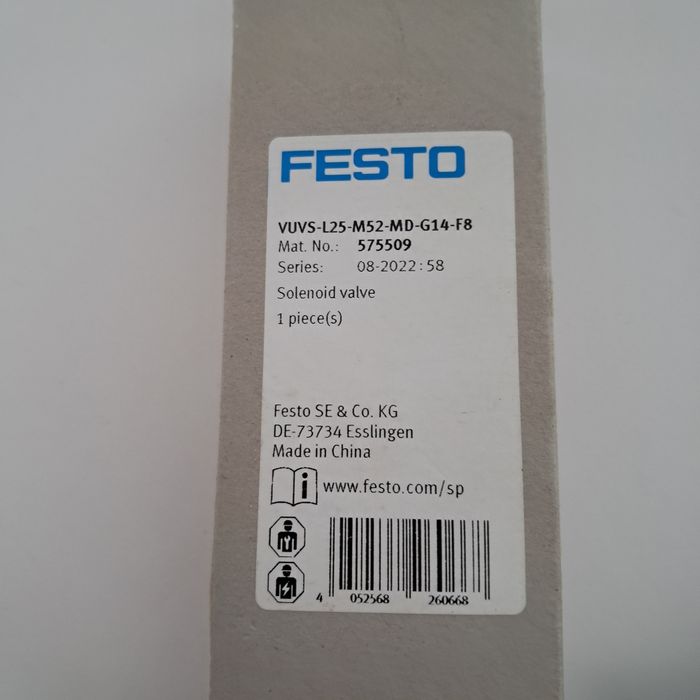 FESTO
VUVS-L25-M52-MD-G14-F8
Mat. No.: 575509
Series: 08-2022:58
Solenoid valve
1 piece(s)
Festo SE & Co. KG
DE-73734 Esslingen
Made in China
www.festo.com/sp
4 052568 260668